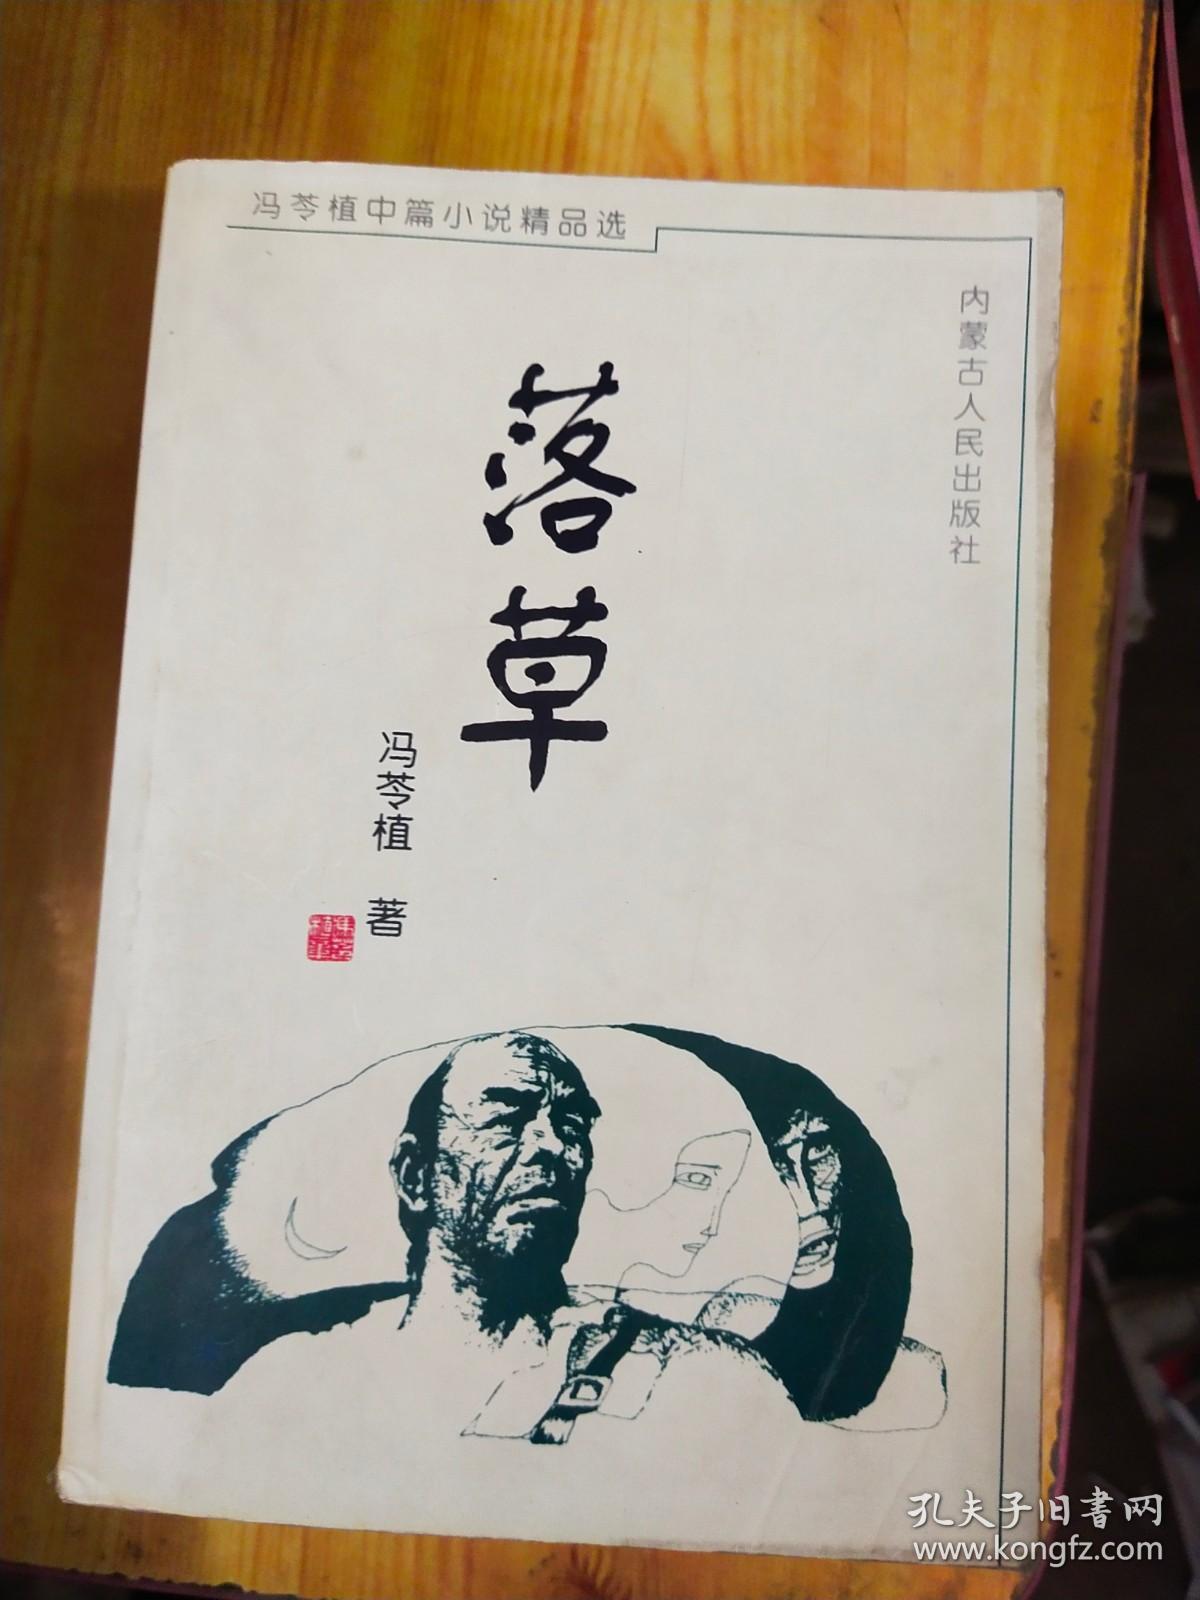 冯苓植中篇小说精品选
内蒙古人民出版社
落草
冯苓植 著
孔夫子旧书网
www.kongfz.com